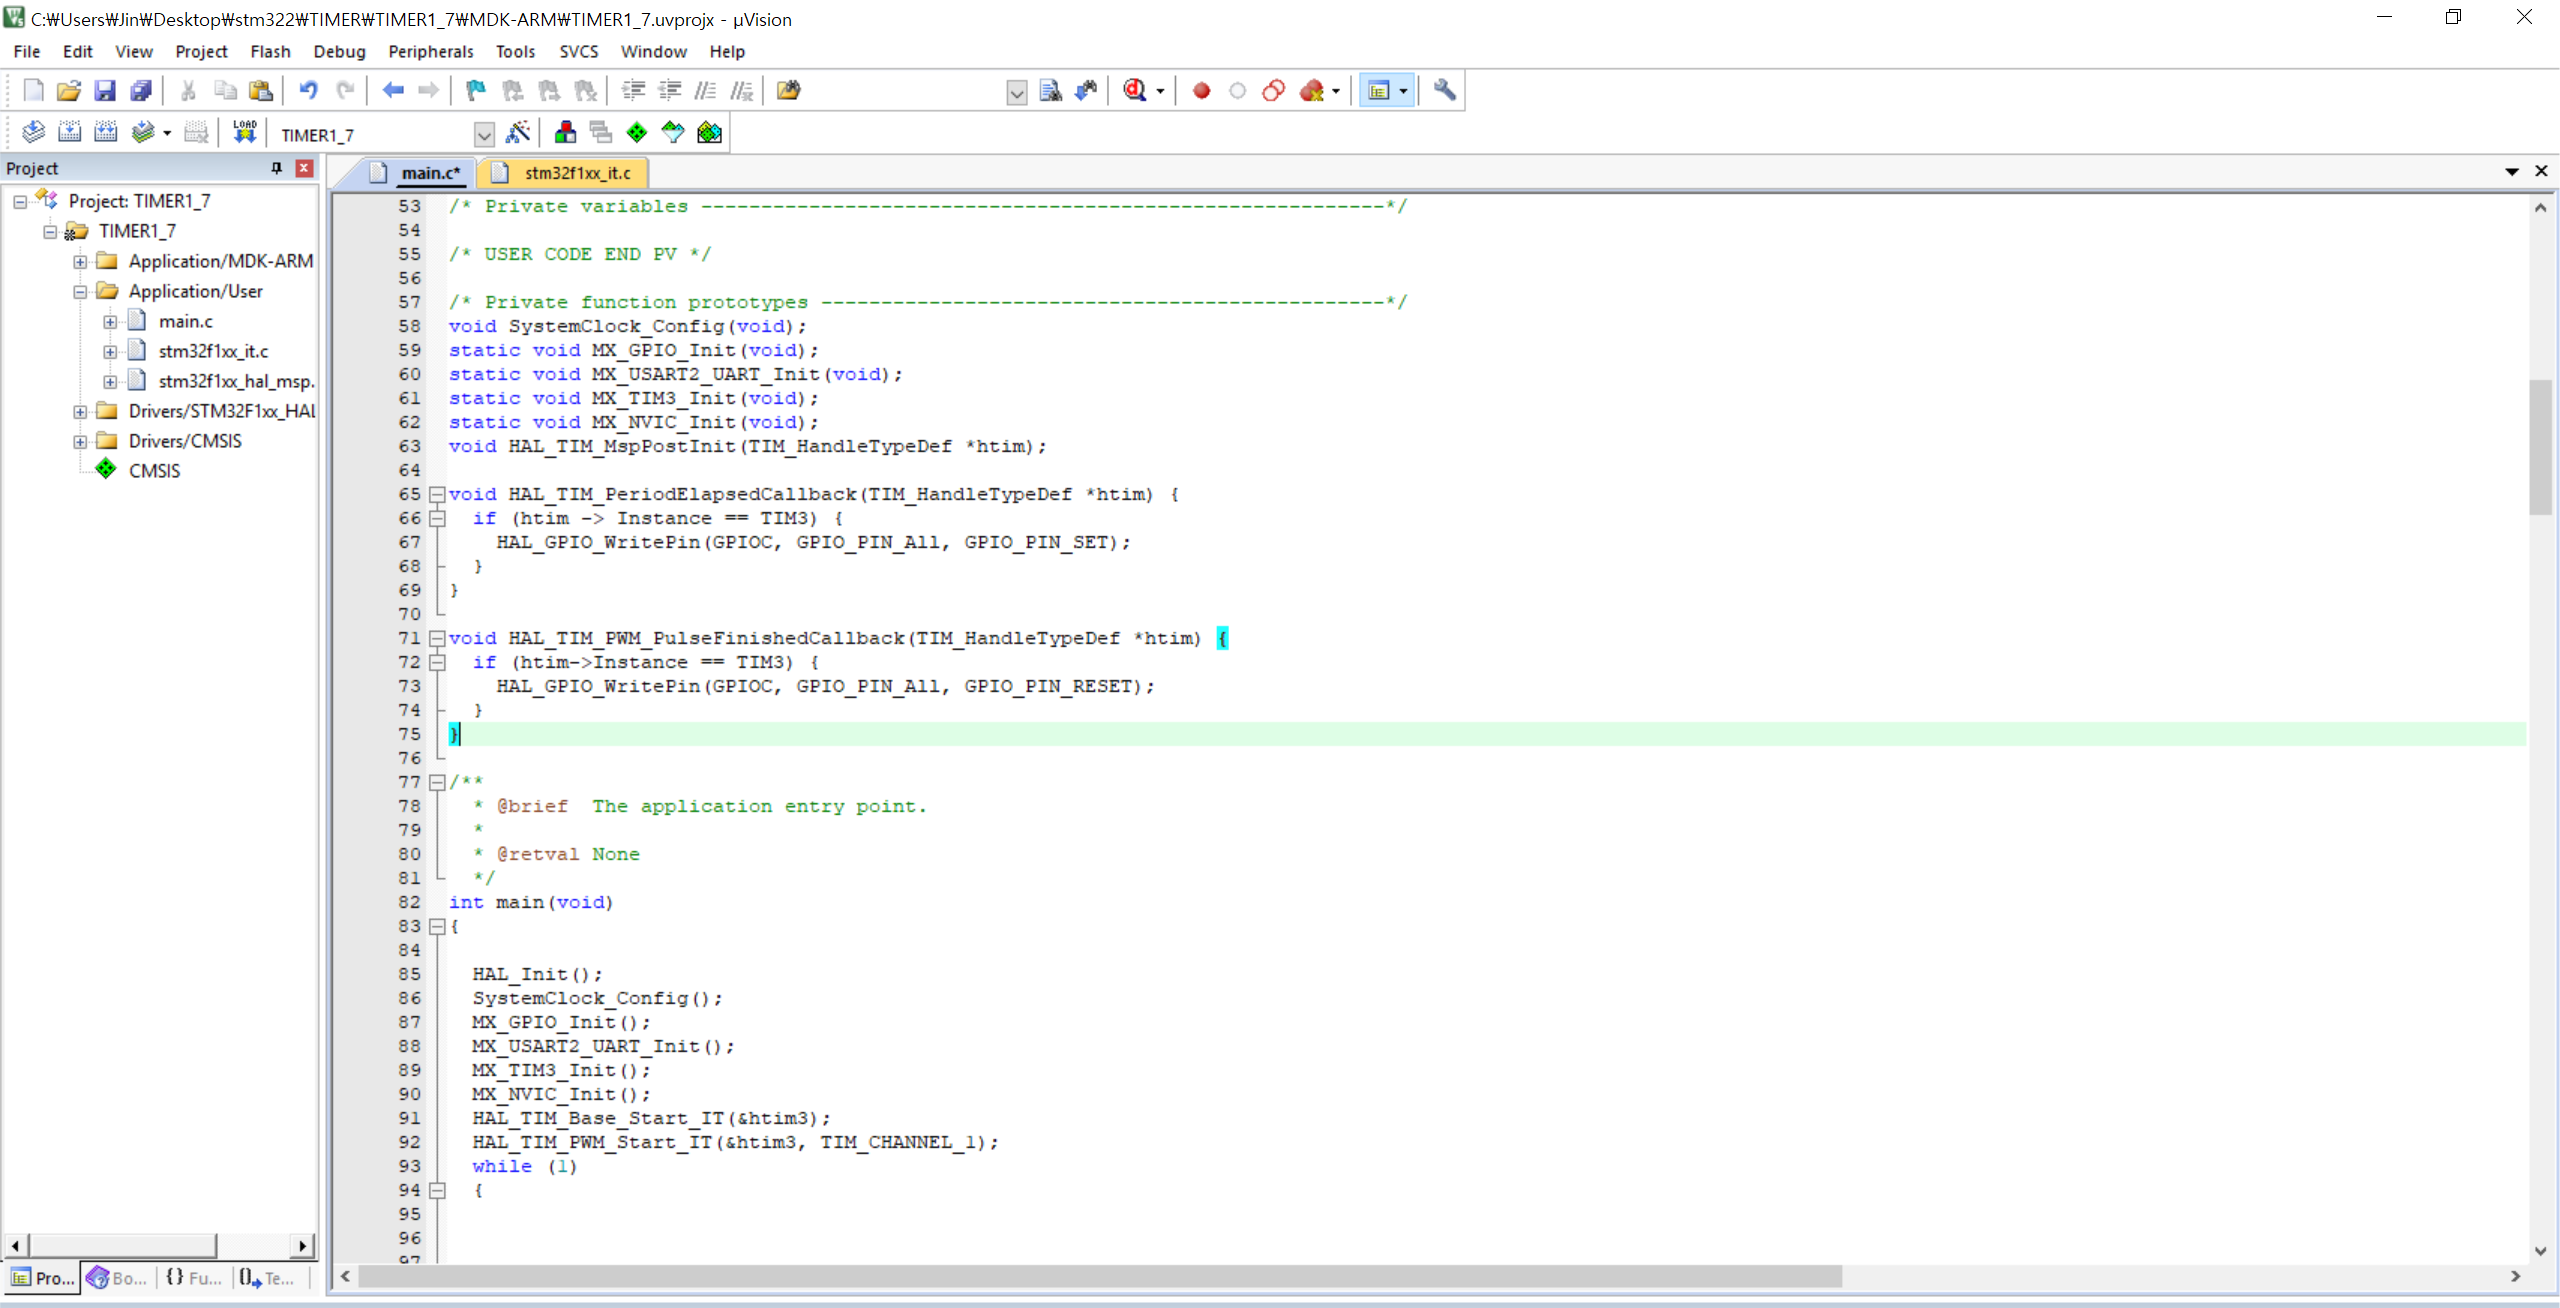 C:₩Users₩Jin₩Desktop₩stm322₩TIMER₩TIMER1_7₩MDK-ARM₩TIMER1_7.uvprojx - µVision
File Edit View Project Flash Debug Peripherals Tools SVCS Window Help
LOAD TIMER1_7
Project
Project: TIMER1_7
TIMER1_7
Application/MDK-ARM
Application/User
main.c
stm32f1xx_it.c
stm32f1xx_hal_msp.
Drivers/STM32F1xx_HAL
Drivers/CMSIS
CMSIS
Pro... Bo... {} Fu... Te...
main.c* stm32f1xx_it.c
53 /* Private variables ---------------------------------------------------------*/
54
55 /* USER CODE END PV */
56
57 /* Private function prototypes -----------------------------------------------*/
58 void SystemClock_Config(void);
59 static void MX_GPIO_Init(void);
60 static void MX_USART2_UART_Init(void);
61 static void MX_TIM3_Init(void);
62 static void MX_NVIC_Init(void);
63 void HAL_TIM_MspPostInit(TIM_HandleTypeDef *htim);
64
65 void HAL_TIM_PeriodElapsedCallback(TIM_HandleTypeDef *htim) {
66 if (htim -> Instance == TIM3) {
67 HAL_GPIO_WritePin(GPIOC, GPIO_PIN_All, GPIO_PIN_SET);
68 }
69 }
70
71 void HAL_TIM_PWM_PulseFinishedCallback(TIM_HandleTypeDef *htim) {
72 if (htim->Instance == TIM3) {
73 HAL_GPIO_WritePin(GPIOC, GPIO_PIN_All, GPIO_PIN_RESET);
74 }
75 }
76
77 /**
78 * @brief The application entry point.
79 *
80 * @retval None
81 */
82 int main(void)
83 {
84
85 HAL_Init();
86 SystemClock_Config();
87 MX_GPIO_Init();
88 MX_USART2_UART_Init();
89 MX_TIM3_Init();
90 MX_NVIC_Init();
91 HAL_TIM_Base_Start_IT(&htim3);
92 HAL_TIM_PWM_Start_IT(&htim3, TIM_CHANNEL_1);
93 while (1)
94 {
95
96
97